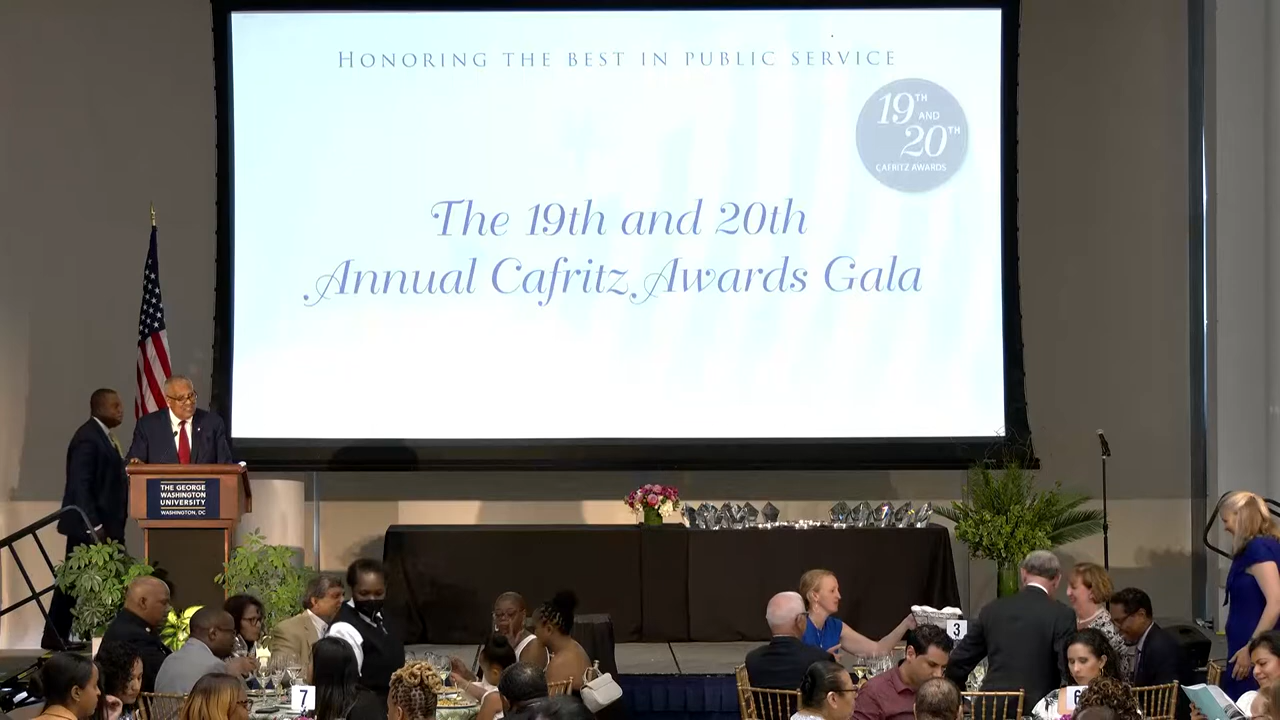 HONORING THE BEST IN PUBLIC SERVICE
19TH
AND
20TH
CAFRITZ AWARDS
The 19th and 20th
Annual Cafritz Awards Gala
THE GEORGE
WASHINGTON
UNIVERSITY
WASHINGTON, DC
3
7
6